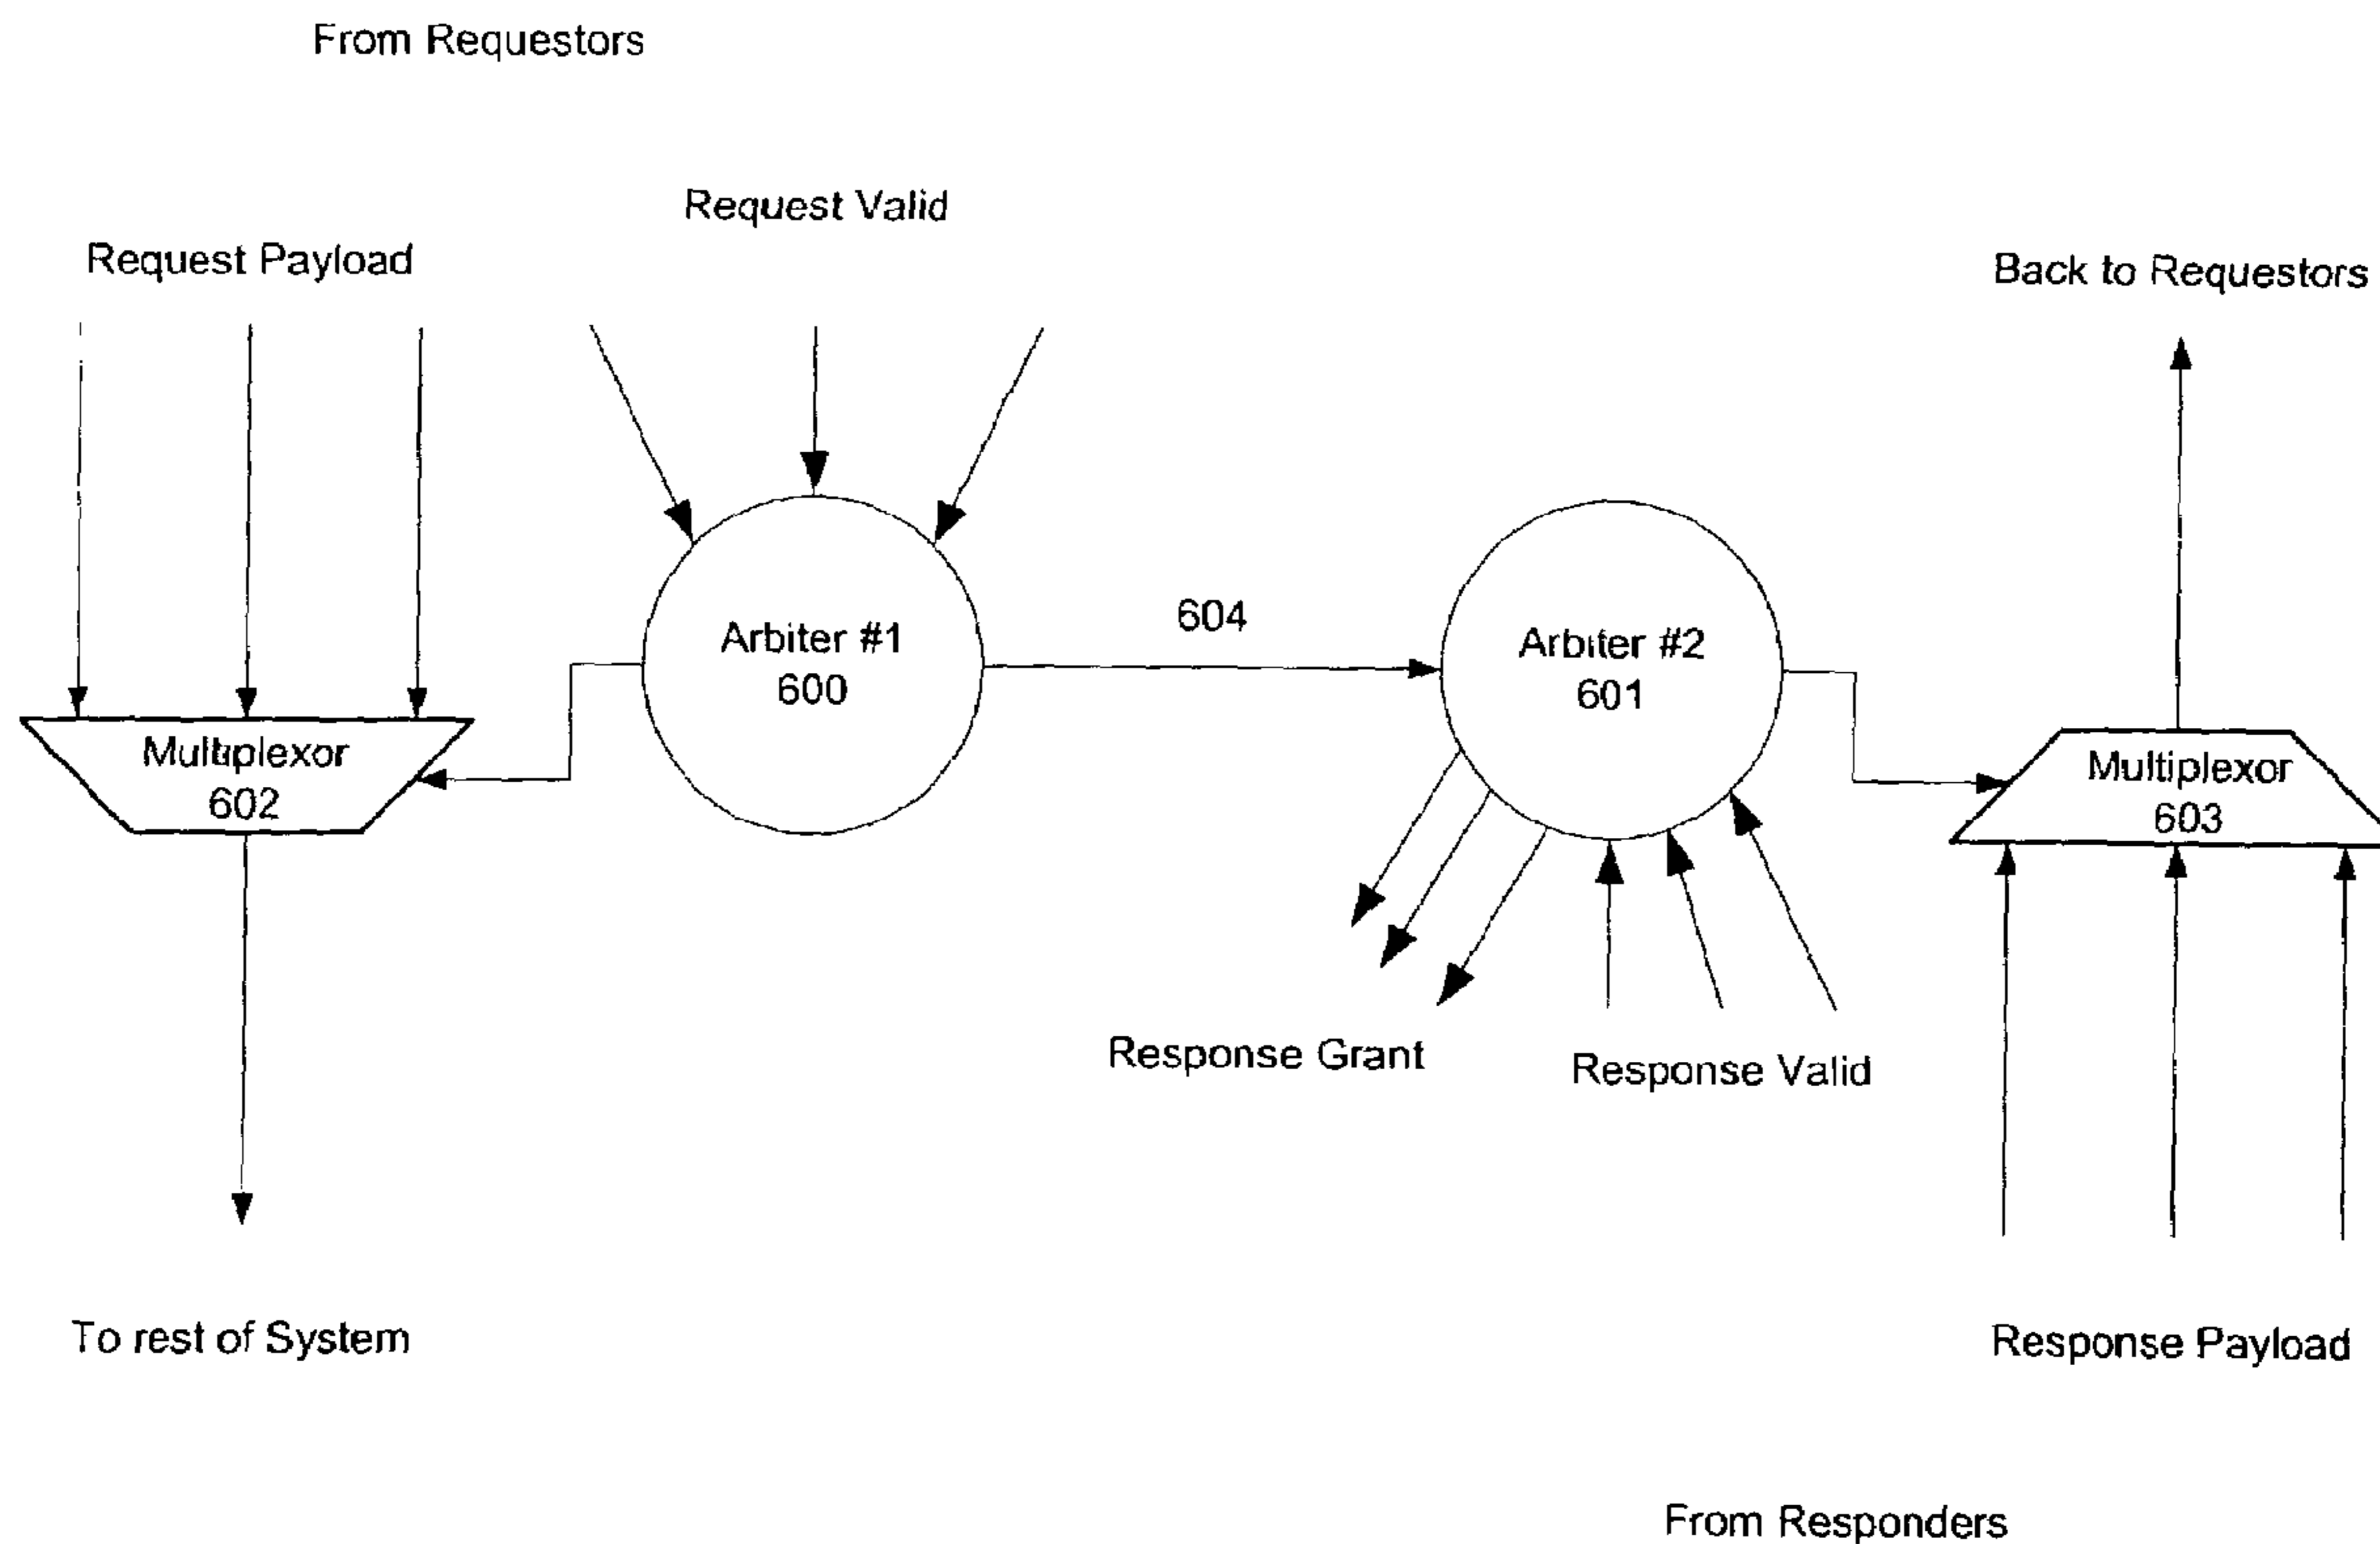 From Requestors
Request Valid
Request Payload
Back to Requestors
604
Arbiter #1
600
Arbiter #2
601
Multiplexor
602
Multiplexor
603
Response Grant
Response Valid
To rest of System
Response Payload
From Responders